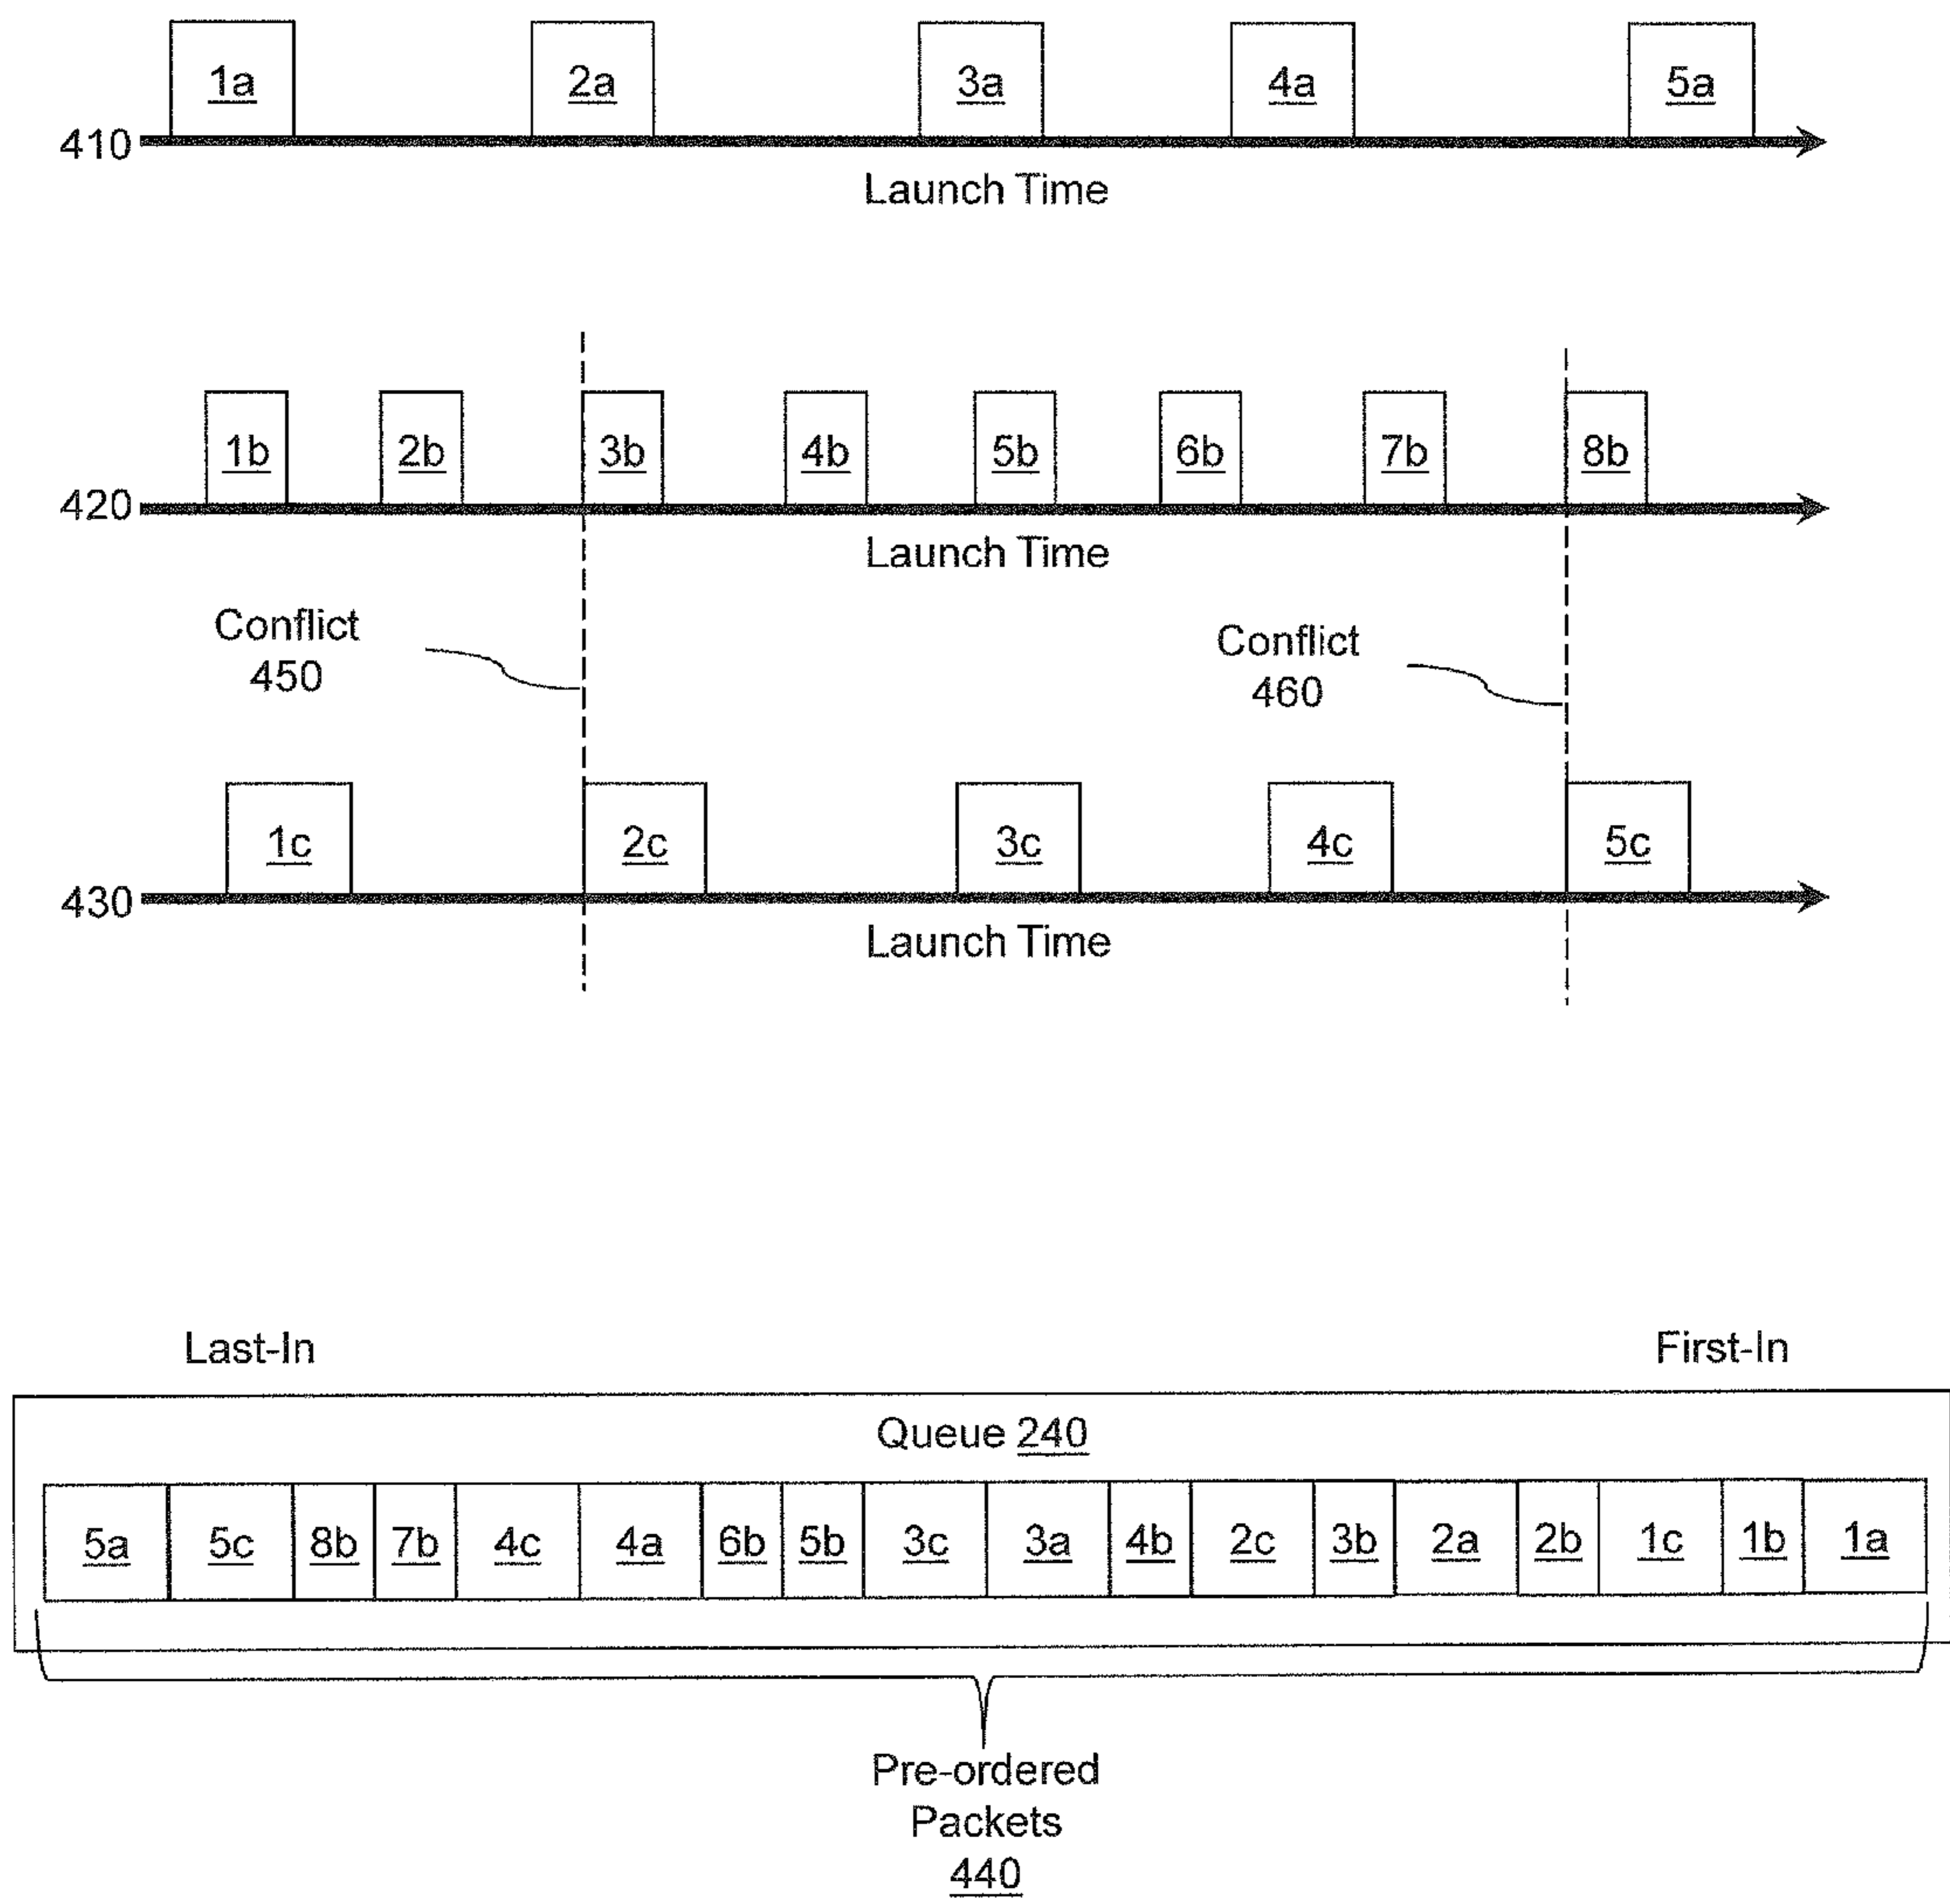 1a 2a 3a 4a 5a
410
Launch Time
1b 2b 3b 4b 5b 6b 7b 8b
420
Launch Time
Conflict
450
Conflict
460
1c 2c 3c 4c 5c
430
Launch Time
Last-In First-In
Queue 240
5a 5c 8b 7b 4c 4a 6b 5b 3c 3a 4b 2c 3b 2a 2b 1c 1b 1a
Pre-ordered
Packets
440